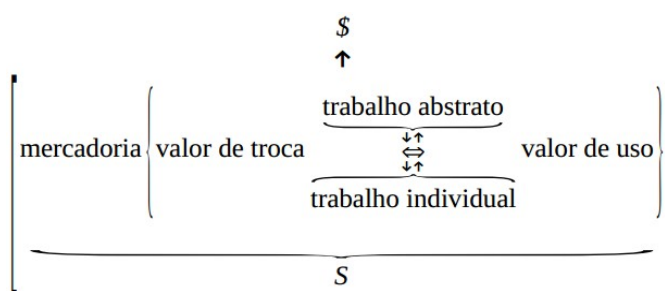 $
↑
trabalho abstrato
↓↑
mercadoria { valor de troca ⇔ valor de uso }
↓↑
trabalho individual
S